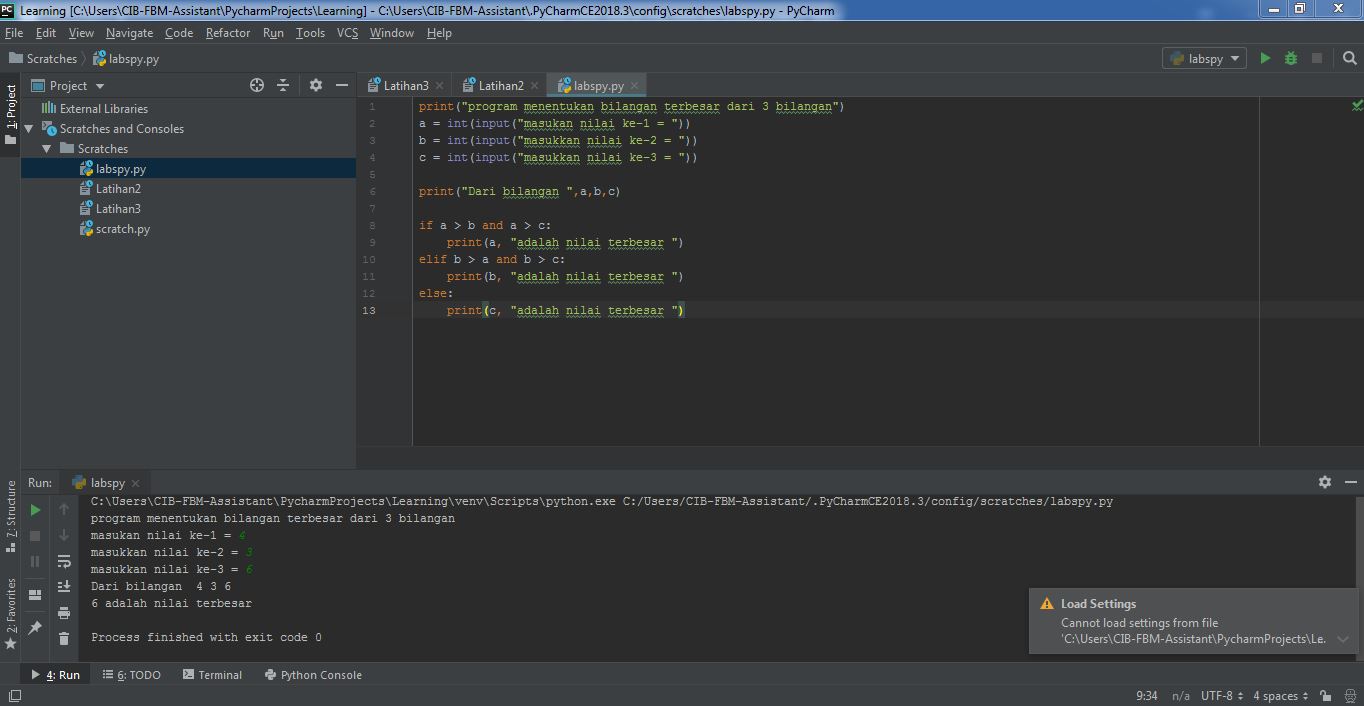 Learning [C:\Users\CIB-FBM-Assistant\PycharmProjects\Learning] - C:\Users\CIB-FBM-Assistant\.PyCharmCE2018.3\config\scratches\labspy.py - PyCharm
File Edit View Navigate Code Refactor Run Tools VCS Window Help
Scratches labspy.py labspy
1: Project
Project
External Libraries
Scratches and Consoles
Scratches
labspy.py
Latihan2
Latihan3
scratch.py
Latihan3 Latihan2 labspy.py
1 print("program menentukan bilangan terbesar dari 3 bilangan")
2 a = int(input("masukan nilai ke-1 = "))
3 b = int(input("masukkan nilai ke-2 = "))
4 c = int(input("masukkan nilai ke-3 = "))
5
6 print("Dari bilangan ",a,b,c)
7
8 if a > b and a > c:
9 print(a, "adalah nilai terbesar ")
10 elif b > a and b > c:
11 print(b, "adalah nilai terbesar ")
12 else:
13 print(c, "adalah nilai terbesar ")
7: Structure
2: Favorites
Run: labspy
C:\Users\CIB-FBM-Assistant\PycharmProjects\Learning\venv\Scripts\python.exe C:/Users/CIB-FBM-Assistant/.PyCharmCE2018.3/config/scratches/labspy.py
program menentukan bilangan terbesar dari 3 bilangan
masukan nilai ke-1 = 4
masukkan nilai ke-2 = 3
masukkan nilai ke-3 = 6
Dari bilangan  4 3 6
6 adalah nilai terbesar
Process finished with exit code 0
Load Settings
Cannot load settings from file
'C:\Users\CIB-FBM-Assistant\PycharmProjects\Le.
4: Run 6: TODO Terminal Python Console
9:34 n/a UTF-8 4 spaces